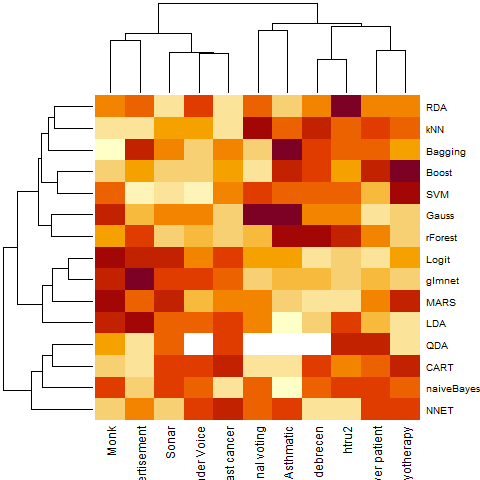 RDA
kNN
Bagging
Boost
SVM
Gauss
rForest
Logit
glmnet
MARS
LDA
QDA
CART
naiveBayes
NNET
Monk
ertisement
Sonar
nder Voice
ast cancer
nal voting
Asthmatic
debrecen
htru2
ver patient
yotherapy